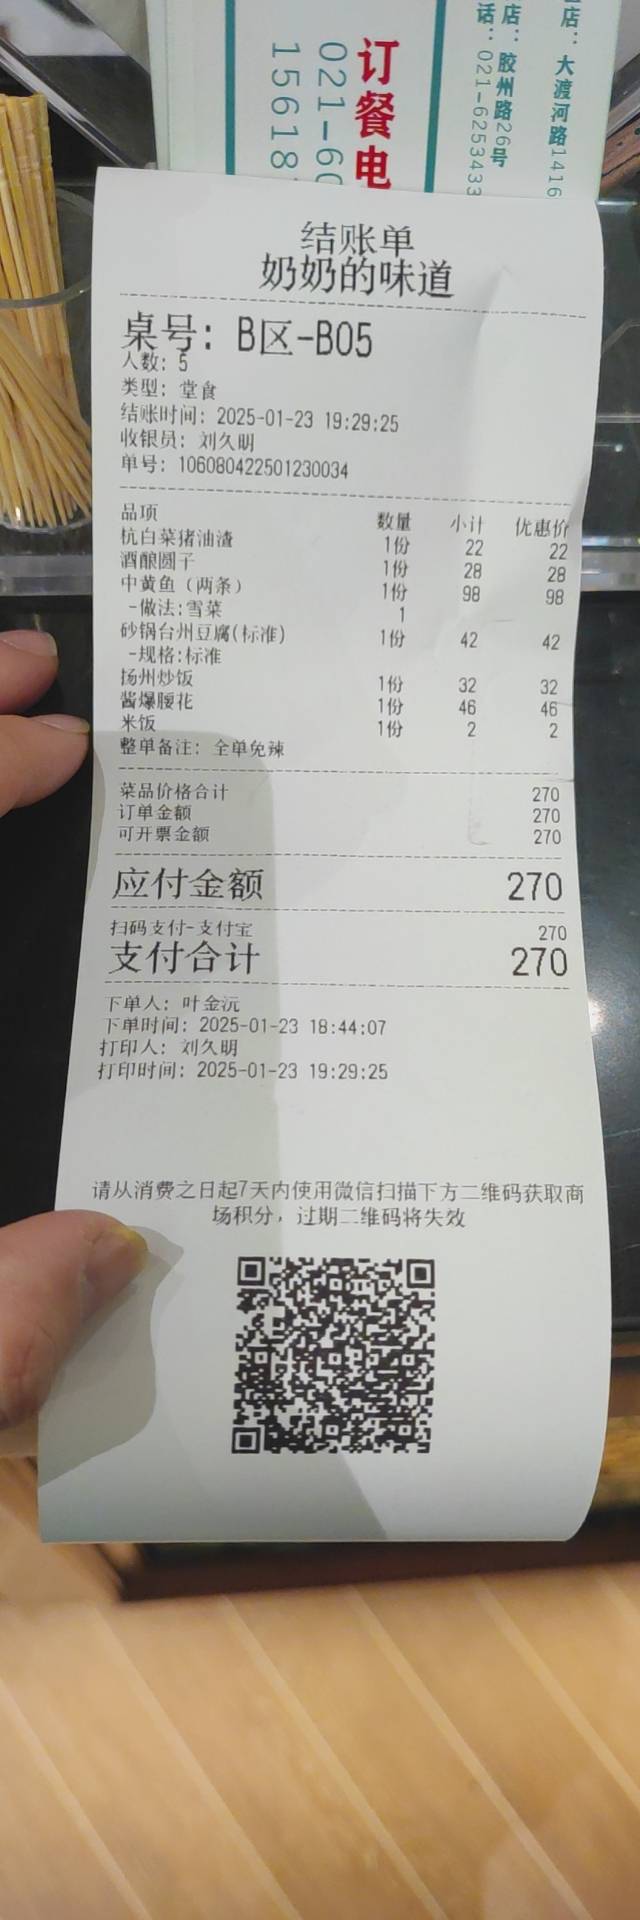 订餐电
021-60
15618
店：大渡河路1416
店：胶州路26号
话：021-6253433
结账单
奶奶的味道
桌号：B区-B05
人数：5
类型：堂食
结账时间：2025-01-23 19:29:25
收银员：刘久明
单号：106080422501230034
品项 数量 小计 优惠价
杭白菜猪油渣 1份 22 22
酒酿圆子 1份 28 28
中黄鱼（两条） 1份 98 98
-做法:雪菜 1
砂锅台州豆腐(标准) 1份 42 42
-规格:标准
扬州炒饭 1份 32 32
酱爆腰花 1份 46 46
米饭 1份 2 2
整单备注：全单免辣
菜品价格合计 270
订单金额 270
可开票金额 270
应付金额 270
扫码支付-支付宝 270
支付合计 270
下单人：叶金沅
下单时间：2025-01-23 18:44:07
打印人：刘久明
打印时间：2025-01-23 19:29:25
请从消费之日起7天内使用微信扫描下方二维码获取商
场积分，过期二维码将失效